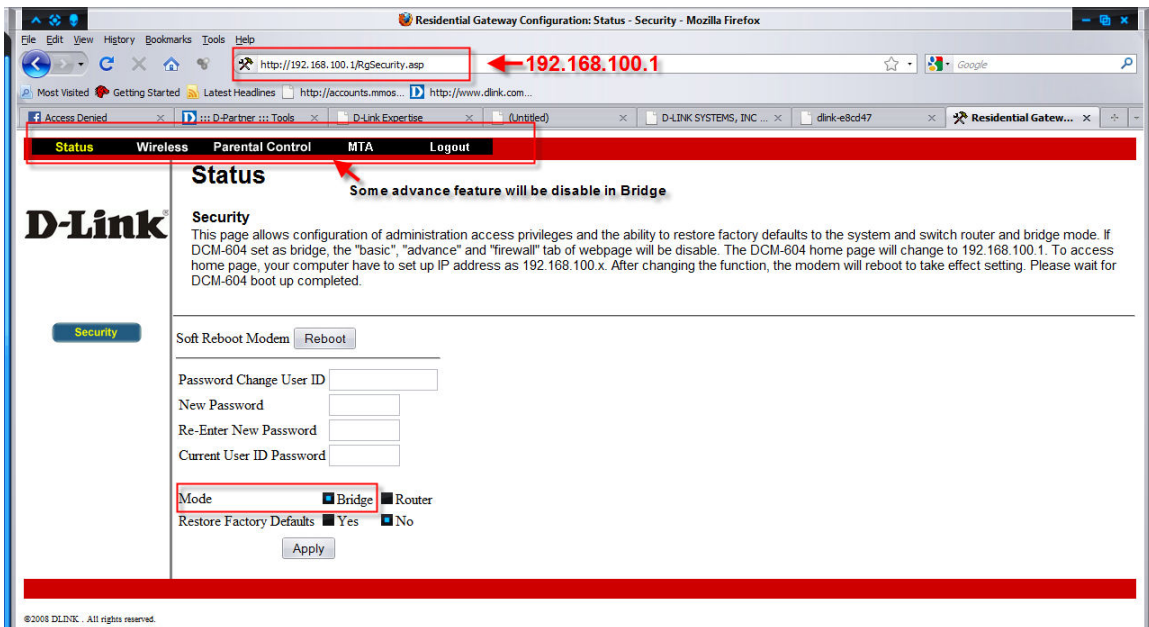 Residential Gateway Configuration: Status - Security - Mozilla Firefox
File Edit View History Bookmarks Tools Help
http://192.168.100.1/RgSecurity.asp
192.168.100.1
Google
Most Visited Getting Started Latest Headlines http://accounts.mmos... http://www.dlink.com...
Access Denied ::: D-Partner ::: Tools D-Link Expertise (Untitled) D-LINK SYSTEMS, INC ... dlink-e8cd47 Residential Gatew...
Status Wireless Parental Control MTA Logout
Status
Some advance feature will be disable in Bridge
D-Link®
Security
This page allows configuration of administration access privileges and the ability to restore factory defaults to the system and switch router and bridge mode. If
DCM-604 set as bridge, the "basic", "advance" and "firewall" tab of webpage will be disable. The DCM-604 home page will change to 192.168.100.1. To access
home page, your computer have to set up IP address as 192.168.100.x. After changing the function, the modem will reboot to take effect setting. Please wait for
DCM-604 boot up completed.
Security
Soft Reboot Modem Reboot
Password Change User ID
New Password
Re-Enter New Password
Current User ID Password
Mode Bridge Router
Restore Factory Defaults Yes No
Apply
©2008 DLINK . All rights reserved.